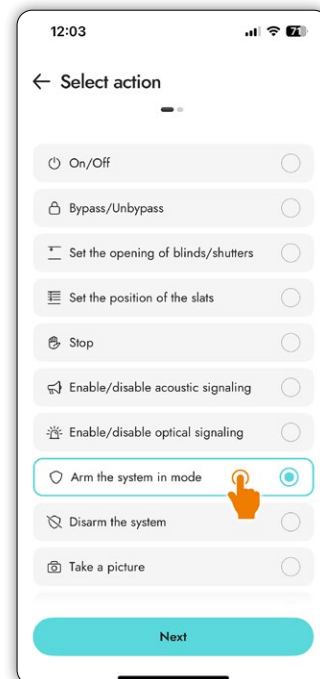 12:03
71
Select action
On/Off
Bypass/Unbypass
Set the opening of blinds/shutters
Set the position of the slats
Stop
Enable/disable acoustic signaling
Enable/disable optical signaling
Arm the system in mode
Disarm the system
Take a picture
Next